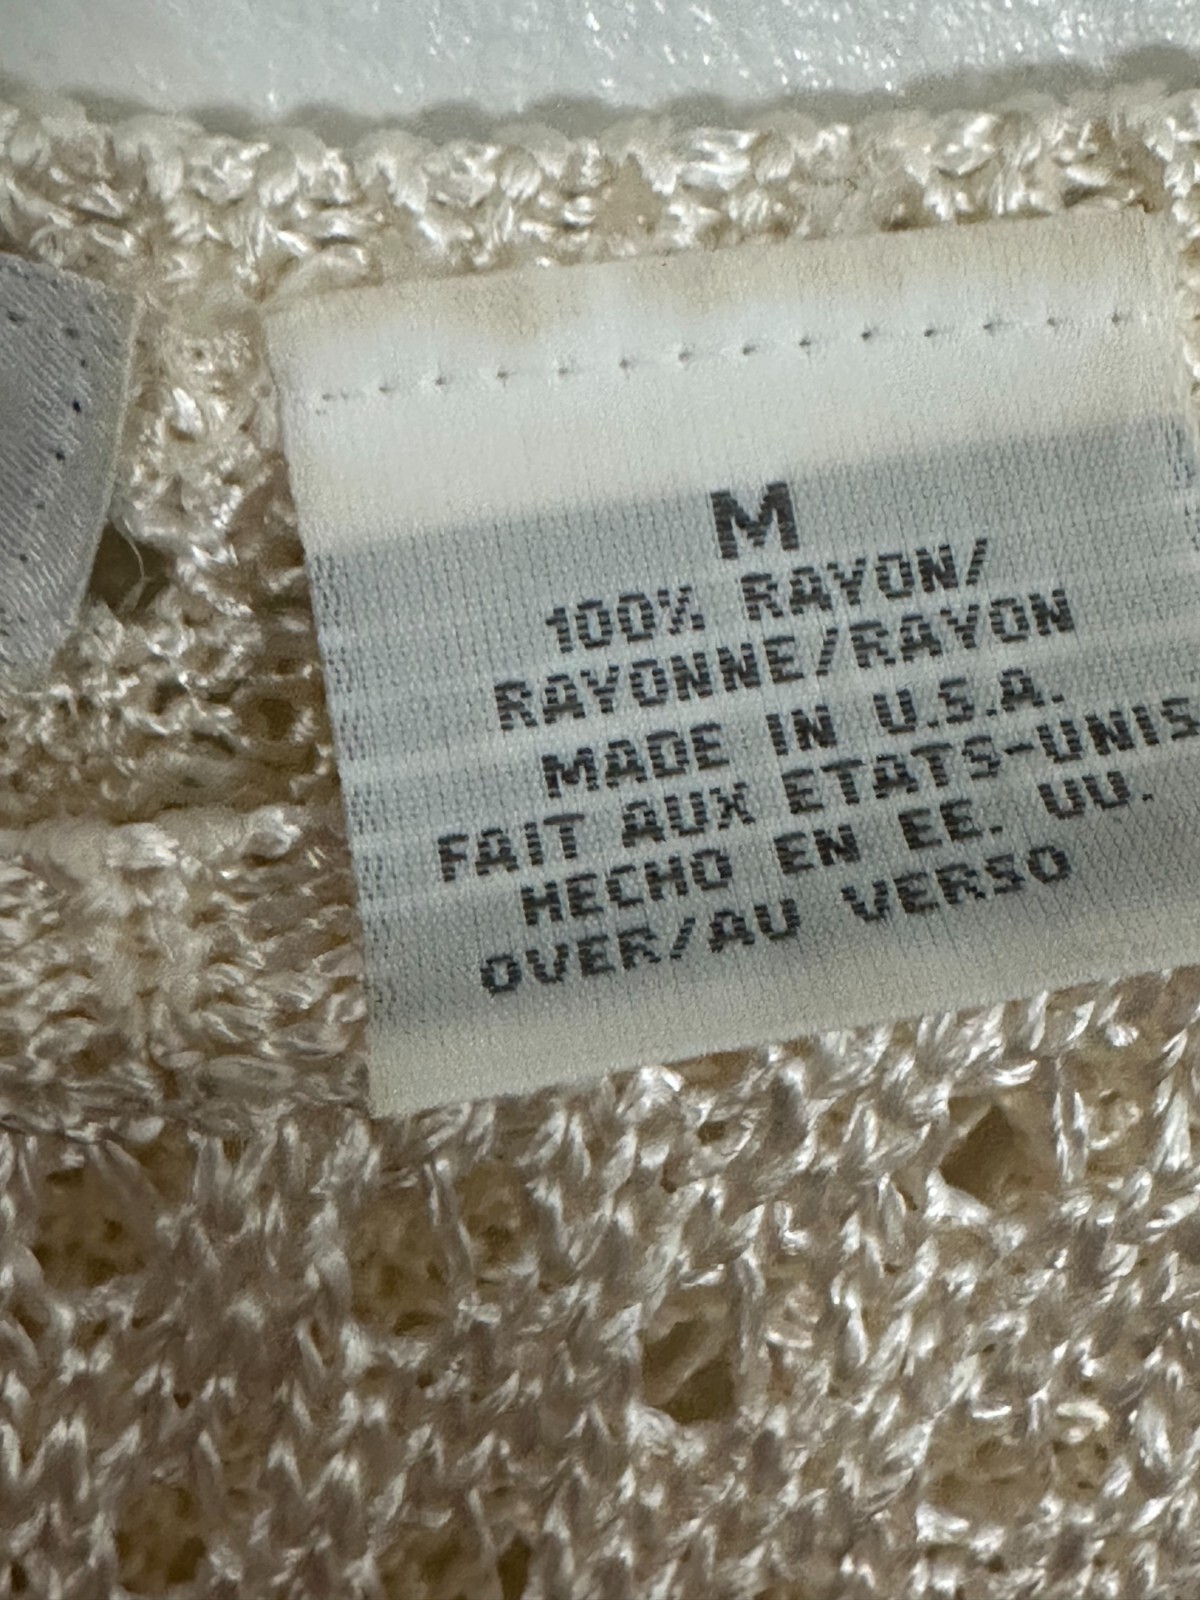 M
100% RAYON/
RAYONNE/RAYON
MADE IN U.S.A.
FAIT AUX ETATS-UNIS
HECHO EN EE. UU.
OVER/AU VERSO